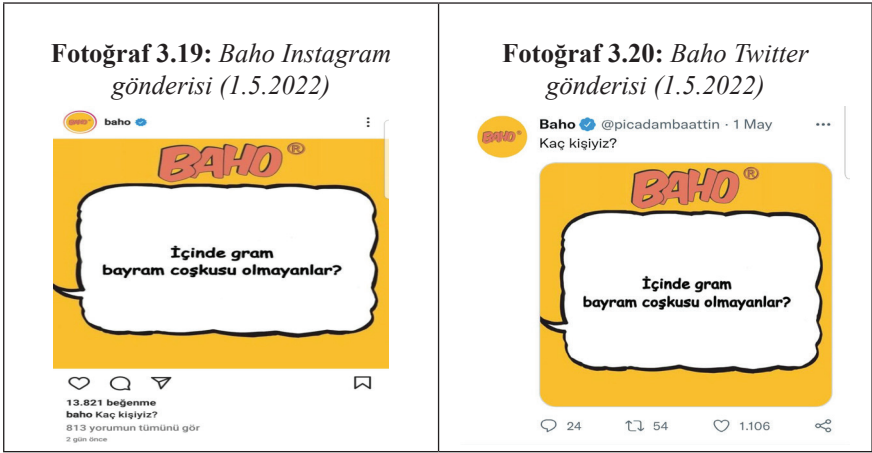 Fotoğraf 3.19: Baho Instagram
gönderisi (1.5.2022)
BAHO
baho
BAHO®
İçinde gram
bayram coşkusu olmayanlar?
13.821 beğenme
baho Kaç kişiyiz?
813 yorumun tümünü gör
2 gün önce
Fotoğraf 3.20: Baho Twitter
gönderisi (1.5.2022)
BAHO®
Baho @picadambaattin · 1 May
Kaç kişiyiz?
BAHO®
İçinde gram
bayram coşkusu olmayanlar?
24 54 1.106